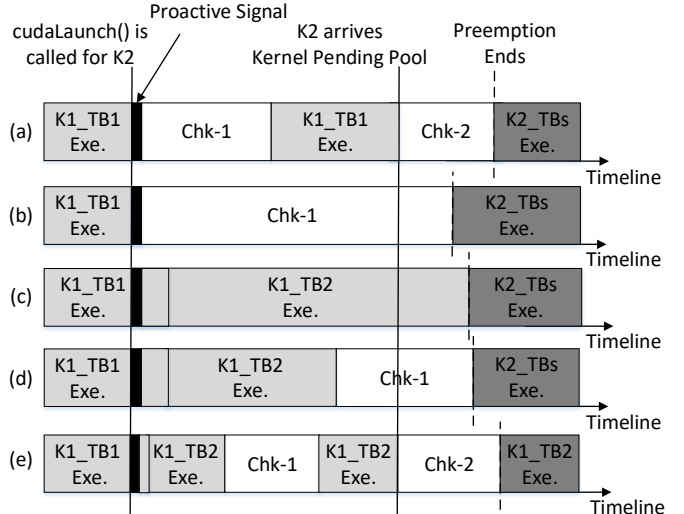 Proactive Signal
cudaLaunch() is
called for K2
K2 arrives
Kernel Pending Pool
Preemption
Ends
(a)
K1_TB1
Exe.
Chk-1
K1_TB1
Exe.
Chk-2
K2_TBs
Exe.
Timeline
(b)
K1_TB1
Exe.
Chk-1
K2_TBs
Exe.
Timeline
(c)
K1_TB1
Exe.
K1_TB2
Exe.
K2_TBs
Exe.
Timeline
(d)
K1_TB1
Exe.
K1_TB2
Exe.
Chk-1
K2_TBs
Exe.
Timeline
(e)
K1_TB1
Exe.
K1_TB2
Exe.
Chk-1
K1_TB2
Exe.
Chk-2
K1_TB2
Exe.
Timeline